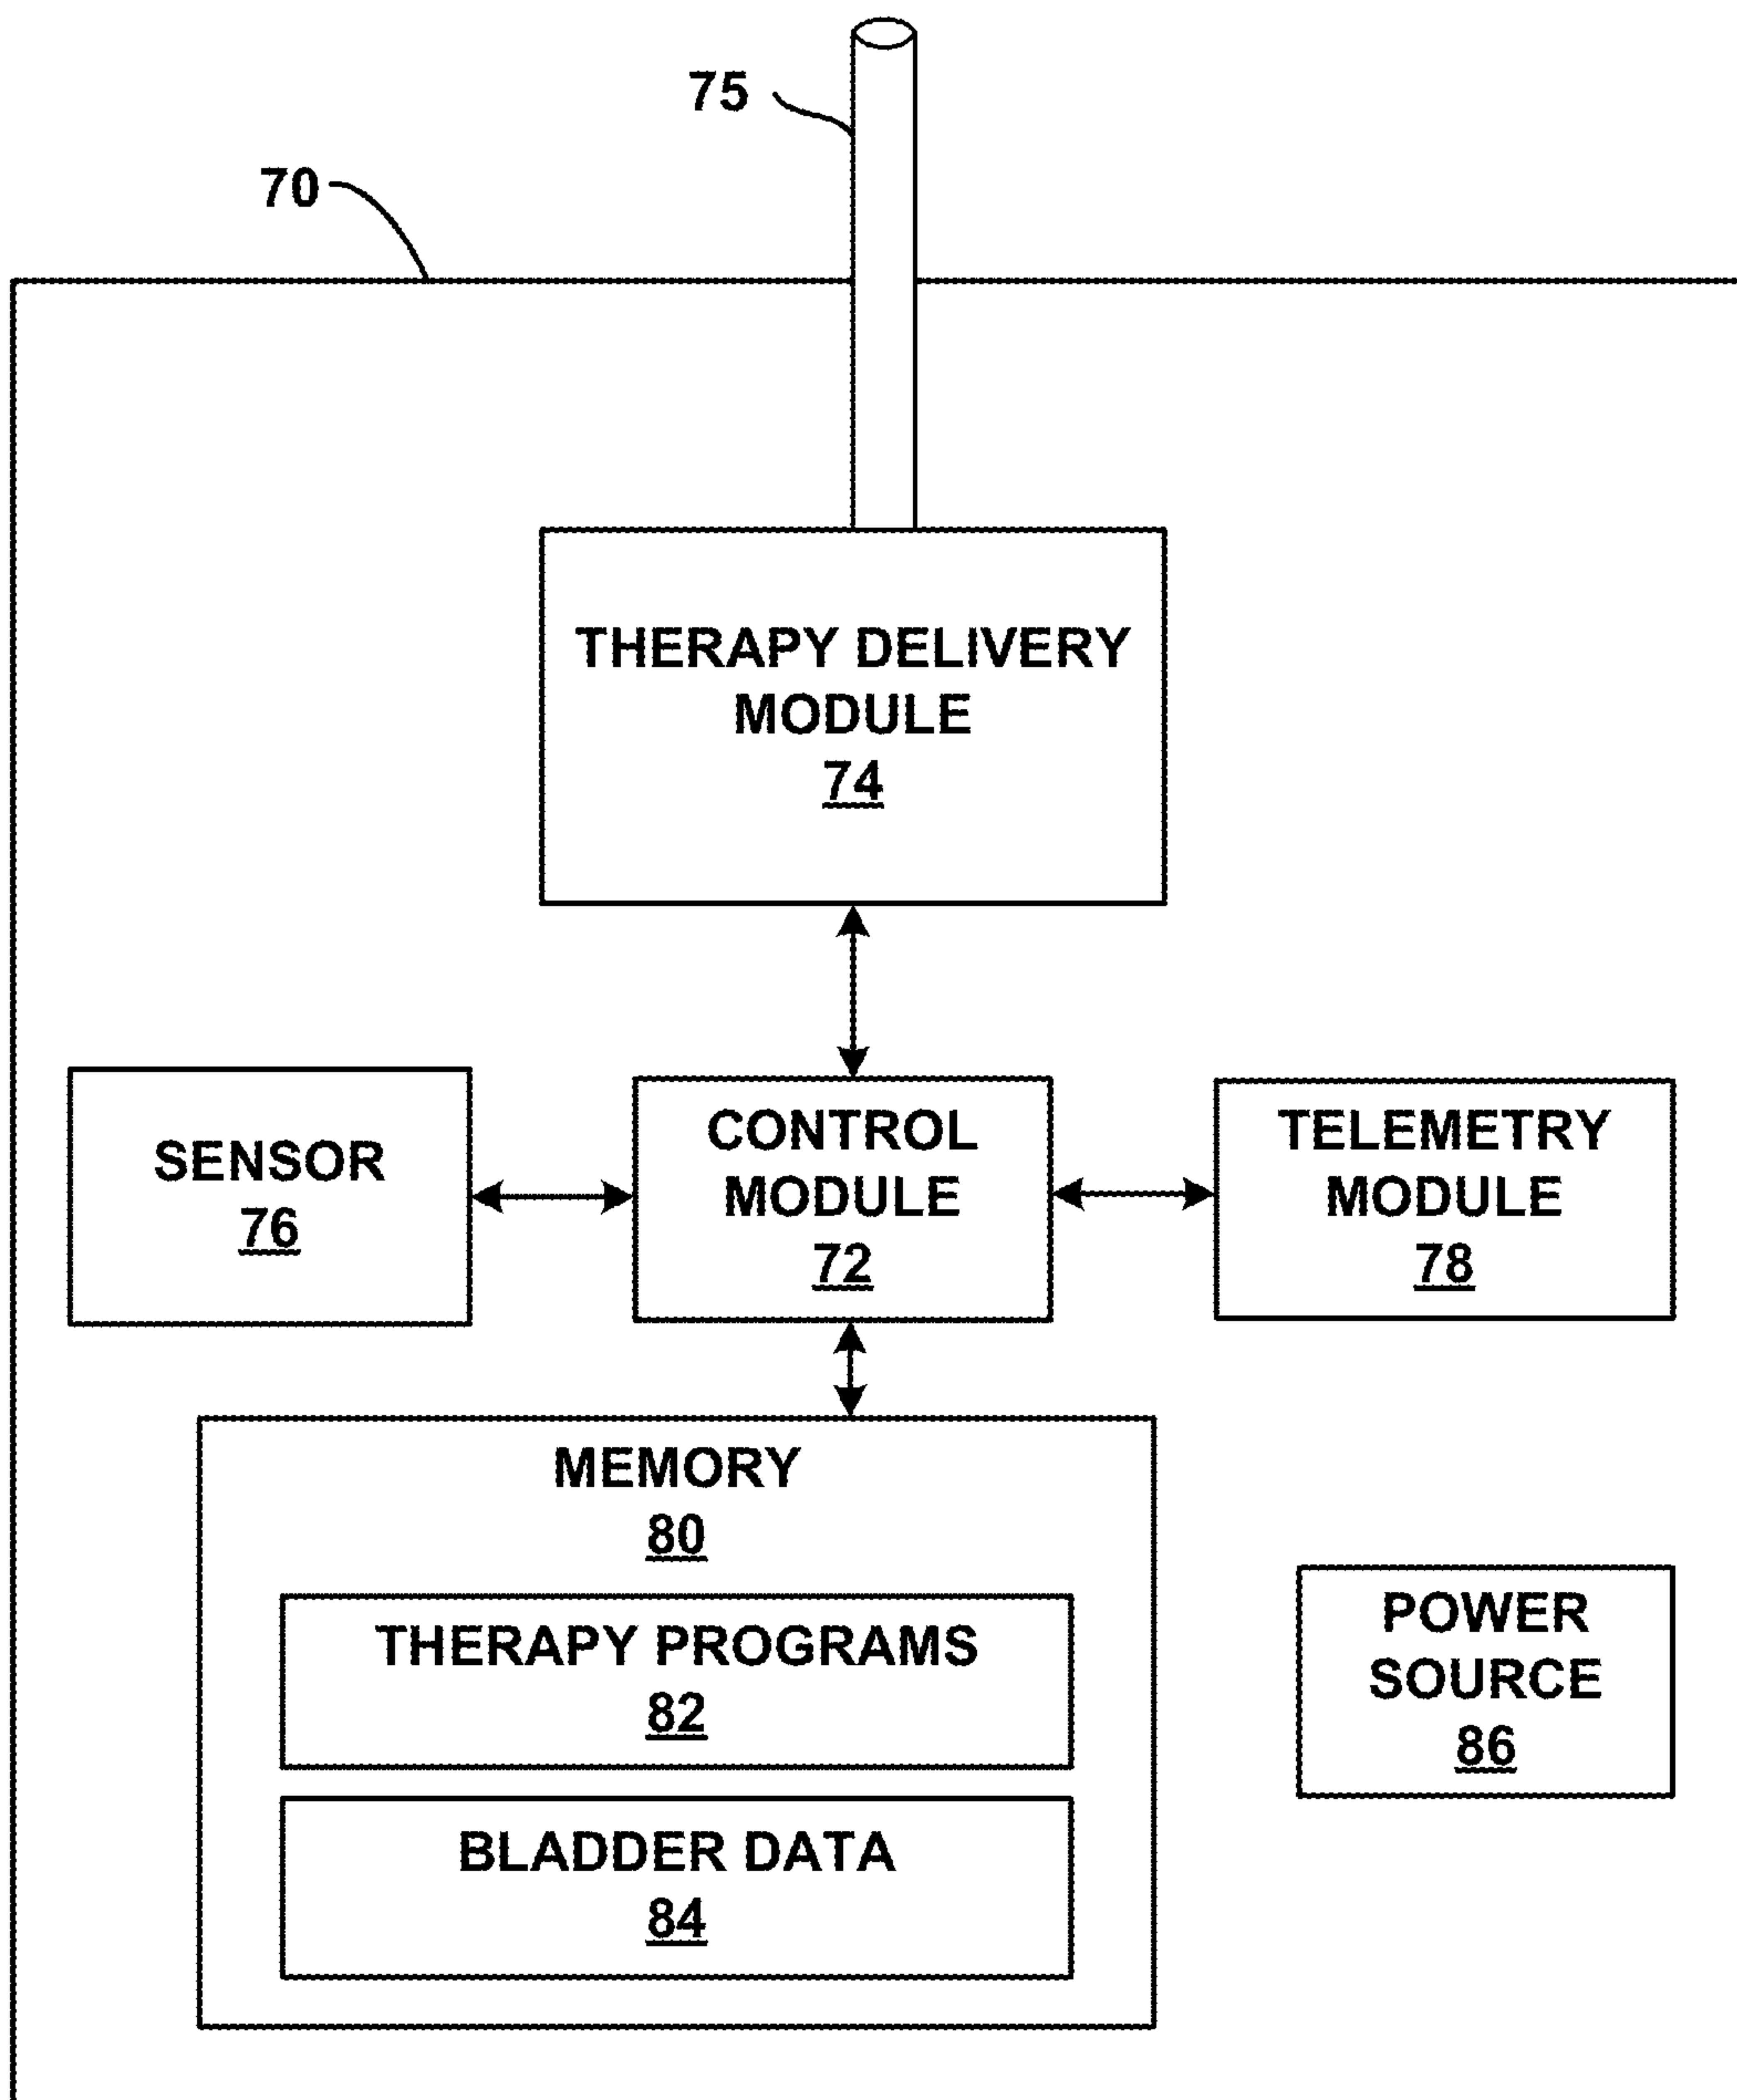 75
70
THERAPY DELIVERY
MODULE
74
SENSOR
76
CONTROL
MODULE
72
TELEMETRY
MODULE
78
MEMORY
80
THERAPY PROGRAMS
82
BLADDER DATA
84
POWER
SOURCE
86